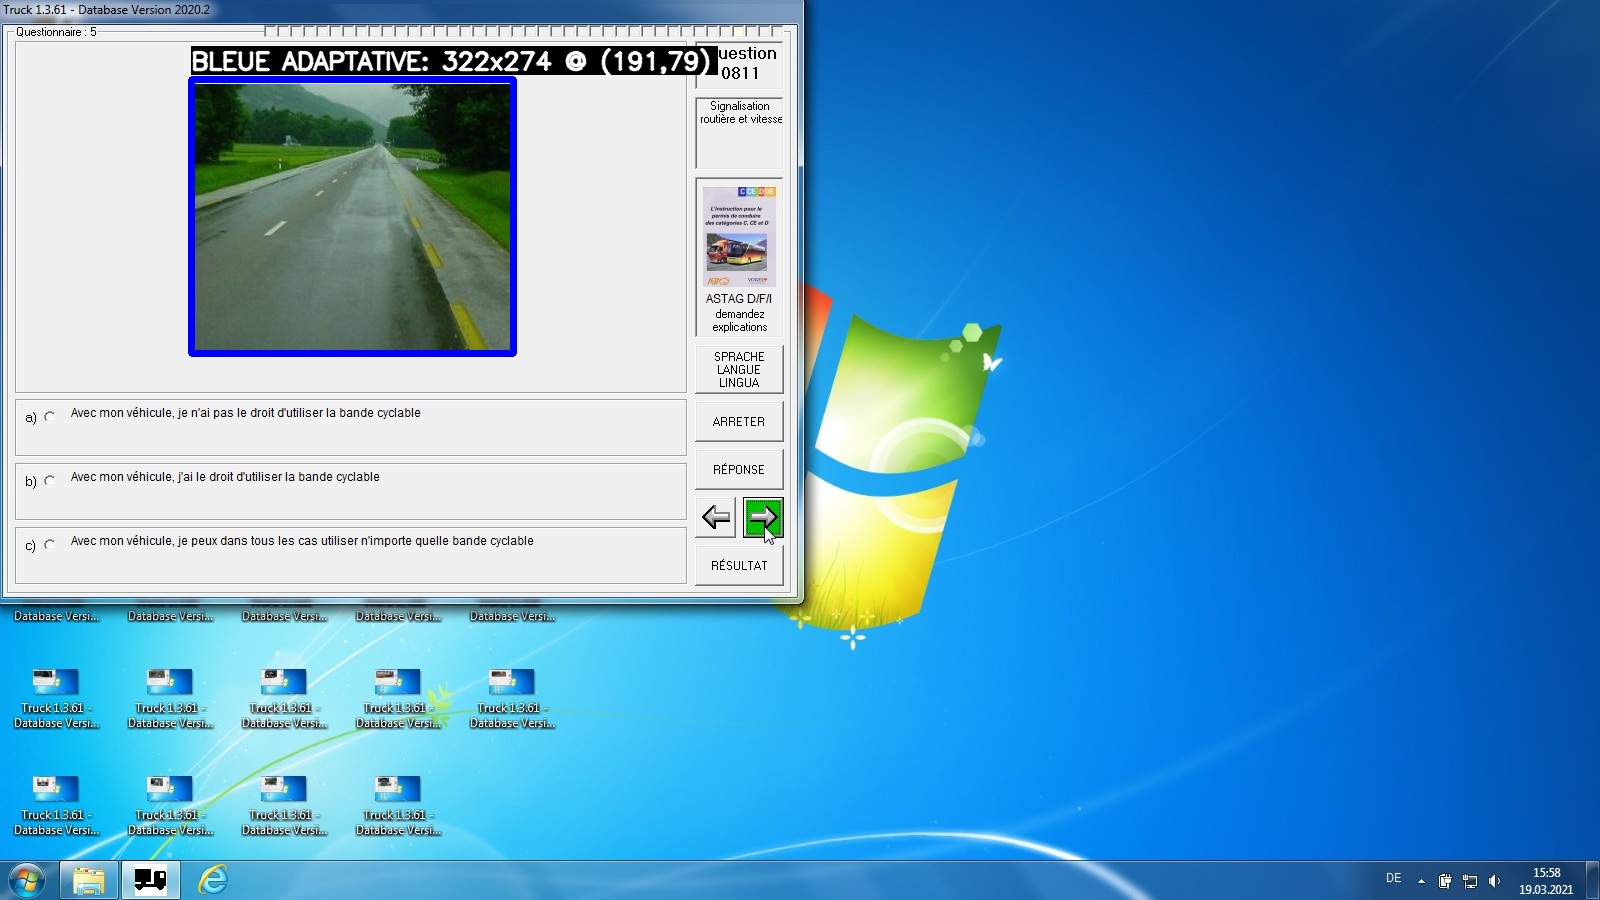 Truck 1.3.61 - Database Version 2020.2
Questionnaire : 5
BLEUE ADAPTATIVE: 322x274 @ (191,79)
uestion
0811
Signalisation
routière et vitesse
C CE D DE
L'instruction pour le
permis de conduire
des catégories C, CE et D
ASTAG D/F/I
demandez
explications
SPRACHE
LANGUE
LINGUA
ARRETER
RÉPONSE
RÉSULTAT
a) Avec mon véhicule, je n'ai pas le droit d'utiliser la bande cyclable
b) Avec mon véhicule, j'ai le droit d'utiliser la bande cyclable
c) Avec mon véhicule, je peux dans tous les cas utiliser n'importe quelle bande cyclable
Database Versi... Database Versi... Database Versi... Database Versi... Database Versi...
Truck 1.3.61 - Truck 1.3.61 - Truck 1.3.61 - Truck 1.3.61 - Truck 1.3.61 -
Database Versi... Database Versi... Database Versi... Database Versi... Database Versi...
Truck 1.3.61 - Truck 1.3.61 - Truck 1.3.61 - Truck 1.3.61 -
Database Versi... Database Versi... Database Versi... Database Versi...
DE
15:58
19.03.2021